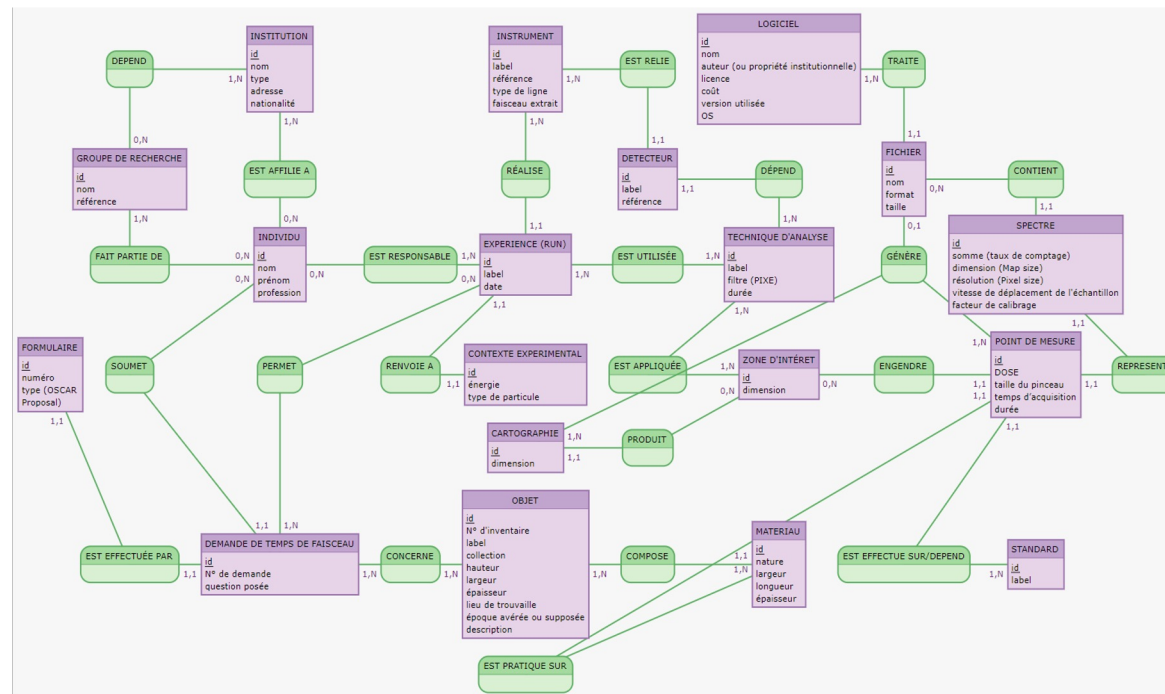 INSTITUTION
id
nom
type
adresse
nationalité
INSTRUMENT
id
label
référence
type de ligne
faisceau extrait
LOGICIEL
id
nom
auteur (ou propriété institutionnelle)
licence
coût
version utilisée
OS
DEPEND
1,N
0,N
EST RELIE
1,N
1,1
TRAITE
1,N
1,1
GROUPE DE RECHERCHE
id
nom
référence
EST AFFILIE A
1,N
0,N
RÉALISE
1,N
1,1
DETECTEUR
id
label
référence
DÉPEND
1,1
1,N
FICHIER
id
nom
format
taille
CONTIENT
0,N
1,1
FAIT PARTIE DE
1,N
0,N
INDIVIDU
id
nom
prénom
profession
EST RESPONSABLE
0,N
1,N
EXPERIENCE (RUN)
id
label
date
EST UTILISÉE
1,N
1,N
TECHNIQUE D'ANALYSE
id
label
filtre (PIXE)
durée
GÉNÈRE
0,1
1,N
1,N
SPECTRE
id
somme (taux de comptage)
dimension (Map size)
résolution (Pixel size)
vitesse de déplacement de l'échantillon
facteur de calibrage
FORMULAIRE
id
numéro
type (OSCAR
Proposal)
SOUMET
0,N
1,1
PERMET
0,N
1,N
RENVOIE A
1,1
1,1
CONTEXTE EXPERIMENTAL
id
énergie
type de particule
EST APPLIQUÉE
1,N
1,N
ZONE D'INTÉRET
id
dimension
ENGENDRE
0,N
1,1
POINT DE MESURE
id
DOSE
taille du pinceau
temps d'acquisition
durée
REPRESENT
1,1
1,1
CARTOGRAPHIE
id
dimension
PRODUIT
1,1
0,N
EST EFFECTUÉE PAR
1,1
1,1
DEMANDE DE TEMPS DE FAISCEAU
id
N° de demande
question posée
CONCERNE
1,N
1,N
OBJET
id
N° d'inventaire
label
collection
hauteur
largeur
épaisseur
lieu de trouvaille
époque avérée ou supposée
description
COMPOSE
1,N
1,1
MATERIAU
id
nature
largeur
longueur
épaisseur
EST EFFECTUE SUR/DEPEND
1,1
1,N
STANDARD
id
label
EST PRATIQUE SUR
1,1
1,N